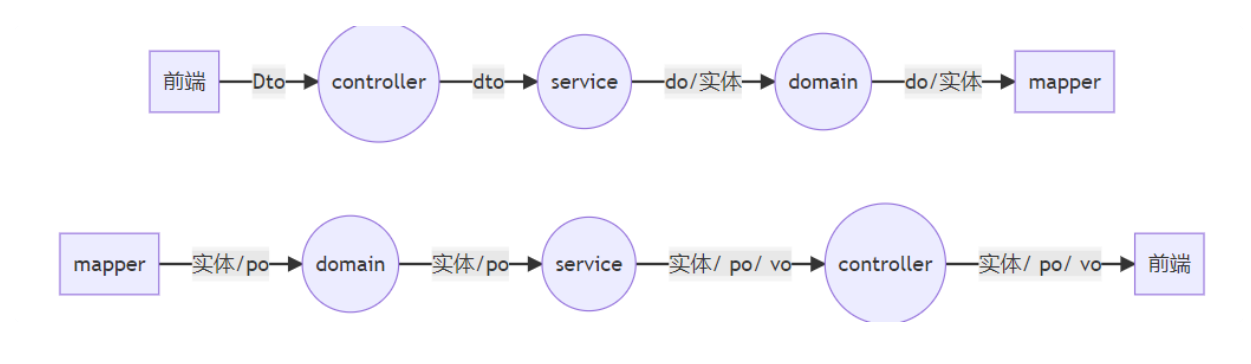 前端 Dto controller dto service do/实体 domain do/实体 mapper
mapper 实体/po domain 实体/po service 实体/ po/ vo controller 实体/ po/ vo 前端